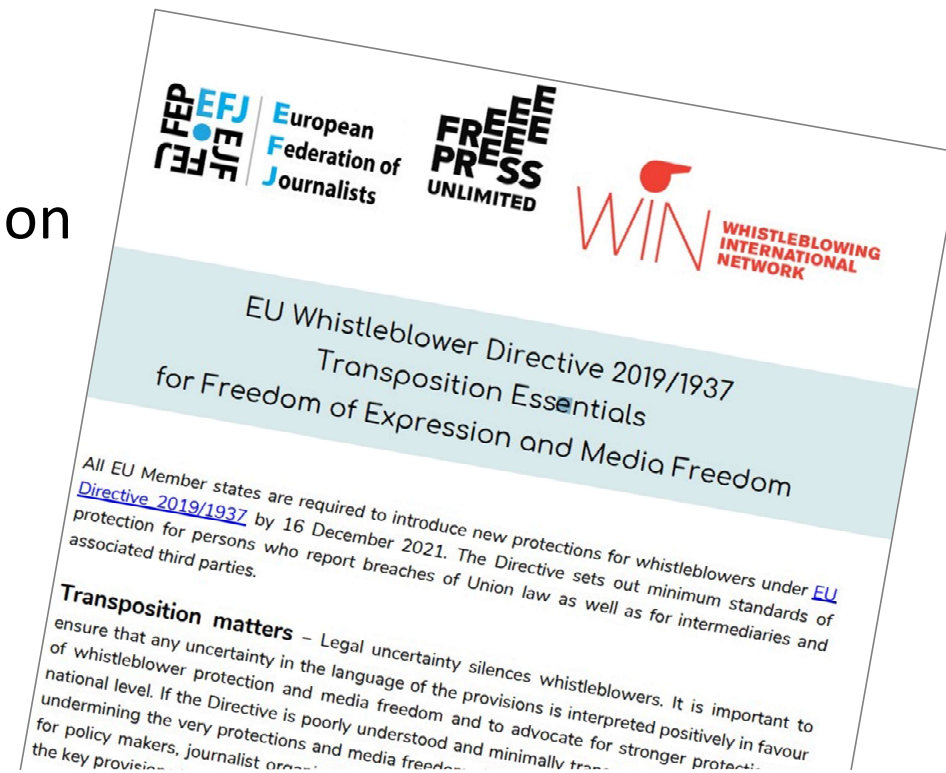 on
FEP EFJ
FEJ EJF
European
Federation of
Journalists
FREEEEEE
PRESS
UNLIMITED
WIN
WHISTLEBLOWING
INTERNATIONAL
NETWORK
EU Whistleblower Directive 2019/1937
Transposition Essentials
for Freedom of Expression and Media Freedom
All EU Member states are required to introduce new protections for whistleblowers under EU
Directive 2019/1937 by 16 December 2021. The Directive sets out minimum standards of
protection for persons who report breaches of Union law as well as for intermediaries and
associated third parties.
Transposition matters – Legal uncertainty silences whistleblowers. It is important to
ensure that any uncertainty in the language of the provisions is interpreted positively in favour
of whistleblower protection and media freedom and to advocate for stronger
national level. If the Directive is poorly understood and minimally
undermining the very protections and media
for policy makers, journalist
the key